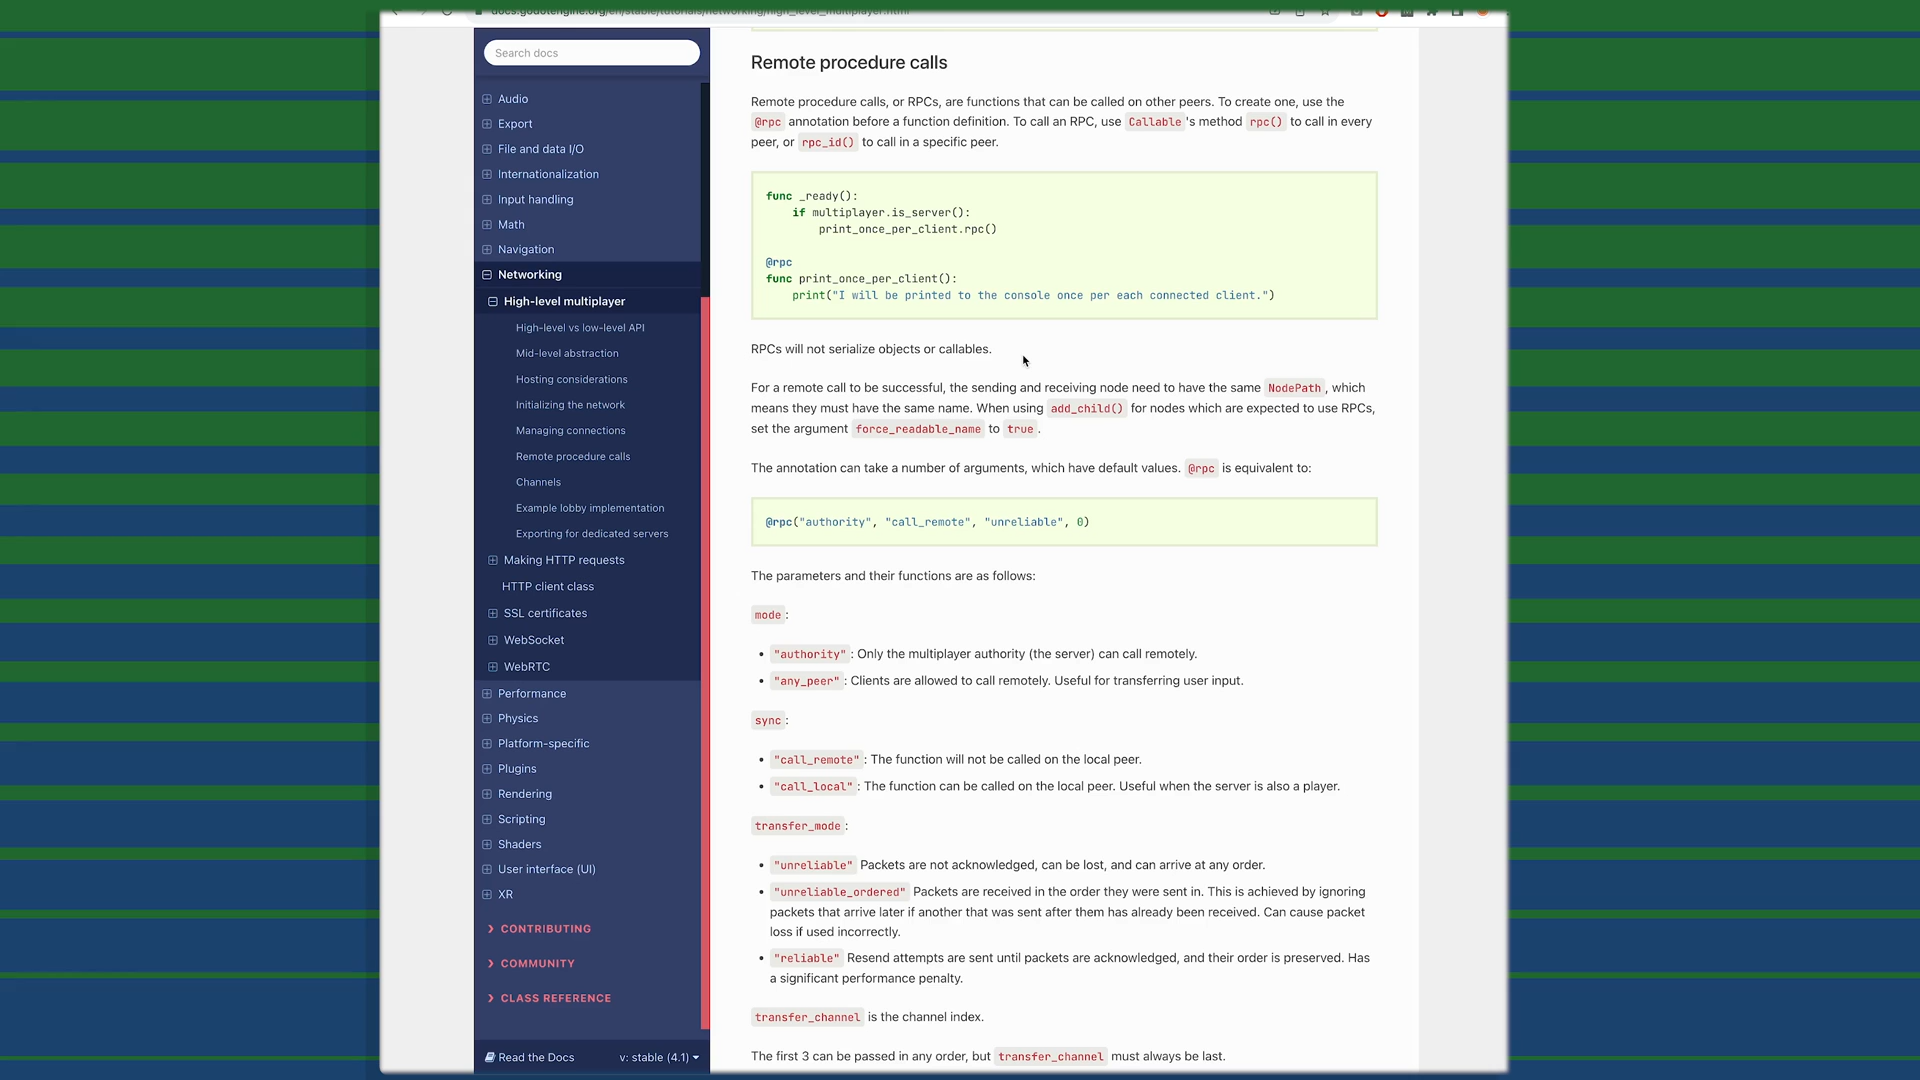 docs.godotengine.org/en/stable/tutorials/networking/high_level_multiplayer.html
Search docs
Audio
Export
File and data I/O
Internationalization
Input handling
Math
Navigation
Networking
High-level multiplayer
High-level vs low-level API
Mid-level abstraction
Hosting considerations
Initializing the network
Managing connections
Remote procedure calls
Channels
Example lobby implementation
Exporting for dedicated servers
Making HTTP requests
HTTP client class
SSL certificates
WebSocket
WebRTC
Performance
Physics
Platform-specific
Plugins
Rendering
Scripting
Shaders
User interface (UI)
XR
CONTRIBUTING
COMMUNITY
CLASS REFERENCE
Read the Docs v: stable (4.1)
Remote procedure calls
Remote procedure calls, or RPCs, are functions that can be called on other peers. To create one, use the
@rpc annotation before a function definition. To call an RPC, use Callable 's method rpc() to call in every
peer, or rpc_id() to call in a specific peer.
func _ready():
if multiplayer.is_server():
print_once_per_client.rpc()
@rpc
func print_once_per_client():
print("I will be printed to the console once per each connected client.")
RPCs will not serialize objects or callables.
For a remote call to be successful, the sending and receiving node need to have the same NodePath, which
means they must have the same name. When using add_child() for nodes which are expected to use RPCs,
set the argument force_readable_name to true.
The annotation can take a number of arguments, which have default values. @rpc is equivalent to:
@rpc("authority", "call_remote", "unreliable", 0)
The parameters and their functions are as follows:
mode:
• "authority" : Only the multiplayer authority (the server) can call remotely.
• "any_peer" : Clients are allowed to call remotely. Useful for transferring user input.
sync:
• "call_remote" : The function will not be called on the local peer.
• "call_local" : The function can be called on the local peer. Useful when the server is also a player.
transfer_mode:
• "unreliable" Packets are not acknowledged, can be lost, and can arrive at any order.
• "unreliable_ordered" Packets are received in the order they were sent in. This is achieved by ignoring
packets that arrive later if another that was sent after them has already been received. Can cause packet
loss if used incorrectly.
• "reliable" Resend attempts are sent until packets are acknowledged, and their order is preserved. Has
a significant performance penalty.
transfer_channel is the channel index.
The first 3 can be passed in any order, but transfer_channel must always be last.